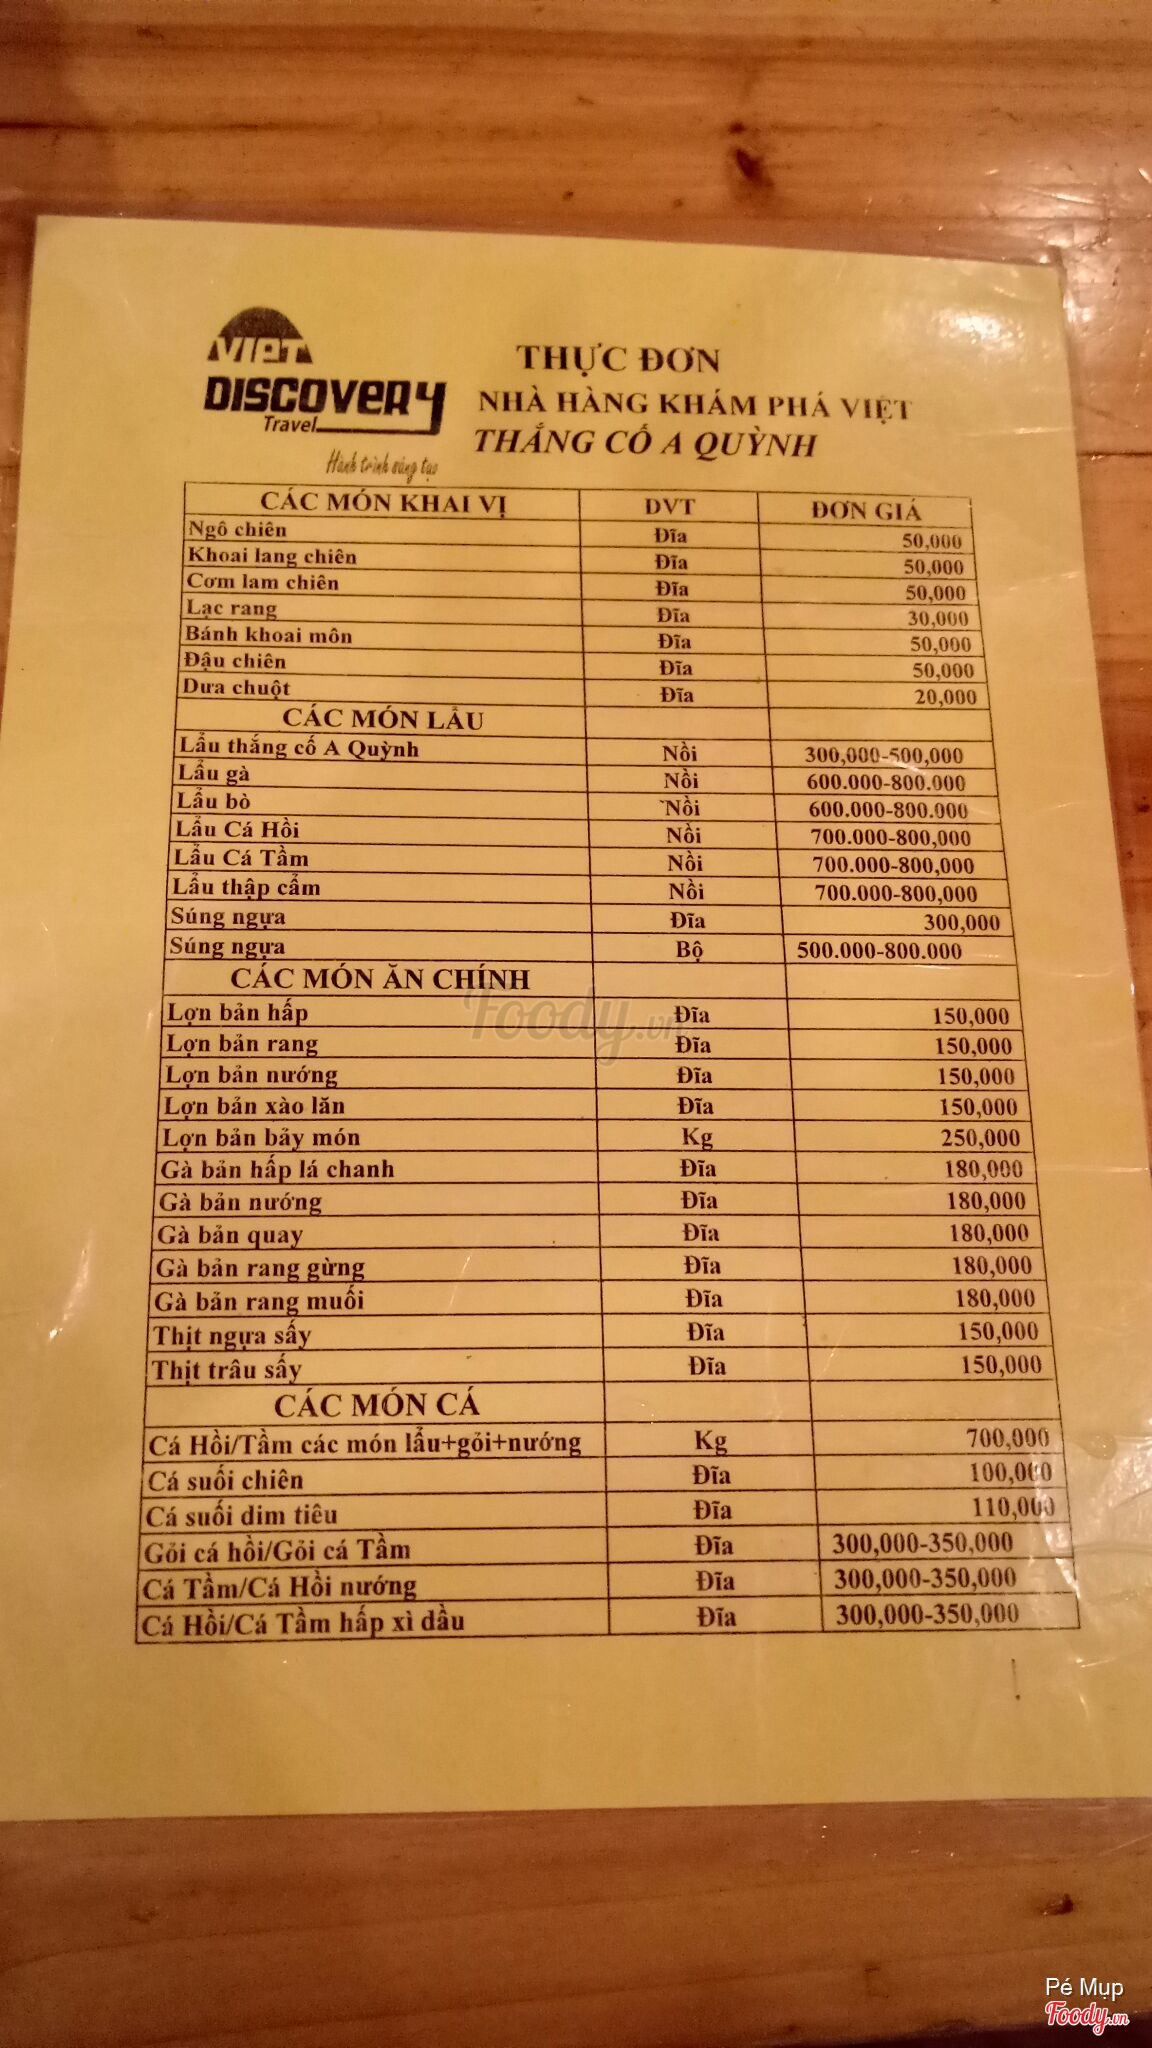 VIET
DISCOVERY
Travel
Hành trình sáng tạo
THỰC ĐƠN
NHÀ HÀNG KHÁM PHÁ VIỆT
THẮNG CỐ A QUỲNH
CÁC MÓN KHAI VỊ ĐVT ĐƠN GIÁ
Ngô chiên Đĩa 50,000
Khoai lang chiên Đĩa 50,000
Cơm lam chiên Đĩa 50,000
Lạc rang Đĩa 30,000
Bánh khoai môn Đĩa 50,000
Đậu chiên Đĩa 50,000
Dưa chuột Đĩa 20,000
CÁC MÓN LẨU
Lẩu thắng cố A Quỳnh Nồi 300,000-500,000
Lẩu gà Nồi 600.000-800.000
Lẩu bò Nồi 600.000-800.000
Lẩu Cá Hồi Nồi 700.000-800,000
Lẩu Cá Tầm Nồi 700.000-800,000
Lẩu thập cẩm Nồi 700.000-800,000
Súng ngựa Đĩa 300,000
Súng ngựa Bộ 500.000-800.000
CÁC MÓN ĂN CHÍNH
Lợn bản hấp Đĩa 150,000
Lợn bản rang Đĩa 150,000
Lợn bản nướng Đĩa 150,000
Lợn bản xào lăn Đĩa 150,000
Lợn bản bảy món Kg 250,000
Gà bản hấp lá chanh Đĩa 180,000
Gà bản nướng Đĩa 180,000
Gà bản quay Đĩa 180,000
Gà bản rang gừng Đĩa 180,000
Gà bản rang muối Đĩa 180,000
Thịt ngựa sấy Đĩa 150,000
Thịt trâu sấy Đĩa 150,000
CÁC MÓN CÁ
Cá Hồi/Tầm các món lẩu+gỏi+nướng Kg 700,000
Cá suối chiên Đĩa 100,000
Cá suối dim tiêu Đĩa 110,000
Gỏi cá hồi/Gỏi cá Tầm Đĩa 300,000-350,000
Cá Tầm/Cá Hồi nướng Đĩa 300,000-350,000
Cá Hồi/Cá Tầm hấp xì dầu Đĩa 300,000-350,000
Foody.vn
Pé Mụp
Foody.vn